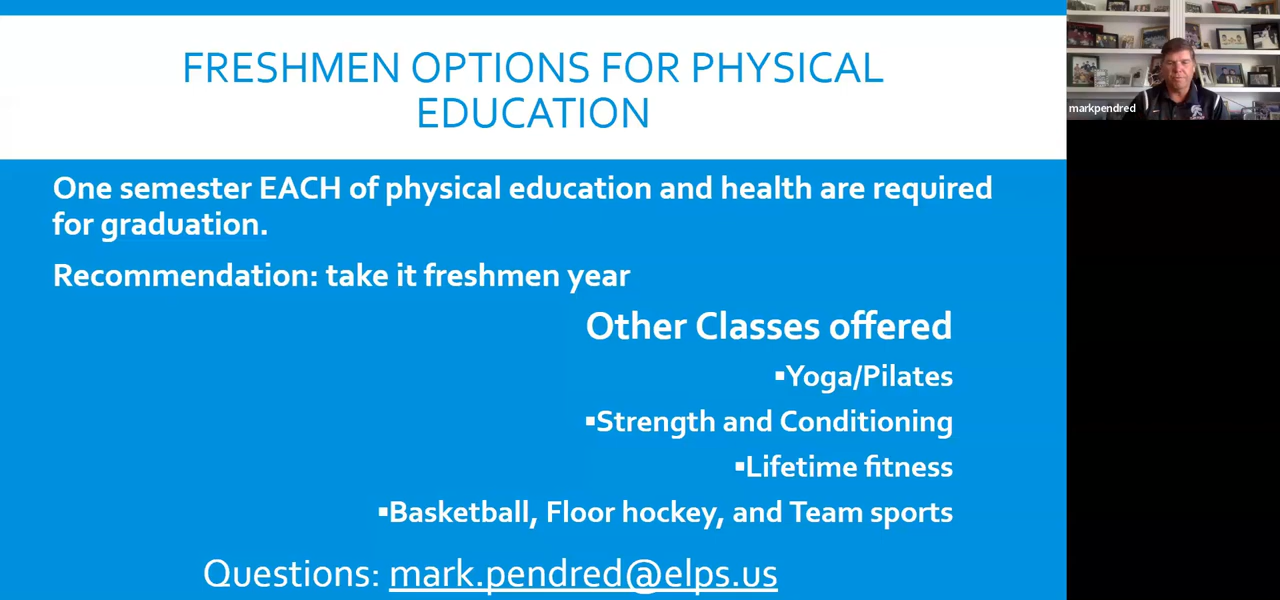 FRESHMEN OPTIONS FOR PHYSICAL
EDUCATION
markpendred
One semester EACH of physical education and health are required
for graduation.
Recommendation: take it freshmen year
Other Classes offered
▪Yoga/Pilates
▪Strength and Conditioning
▪Lifetime fitness
▪Basketball, Floor hockey, and Team sports
Questions: mark.pendred@elps.us